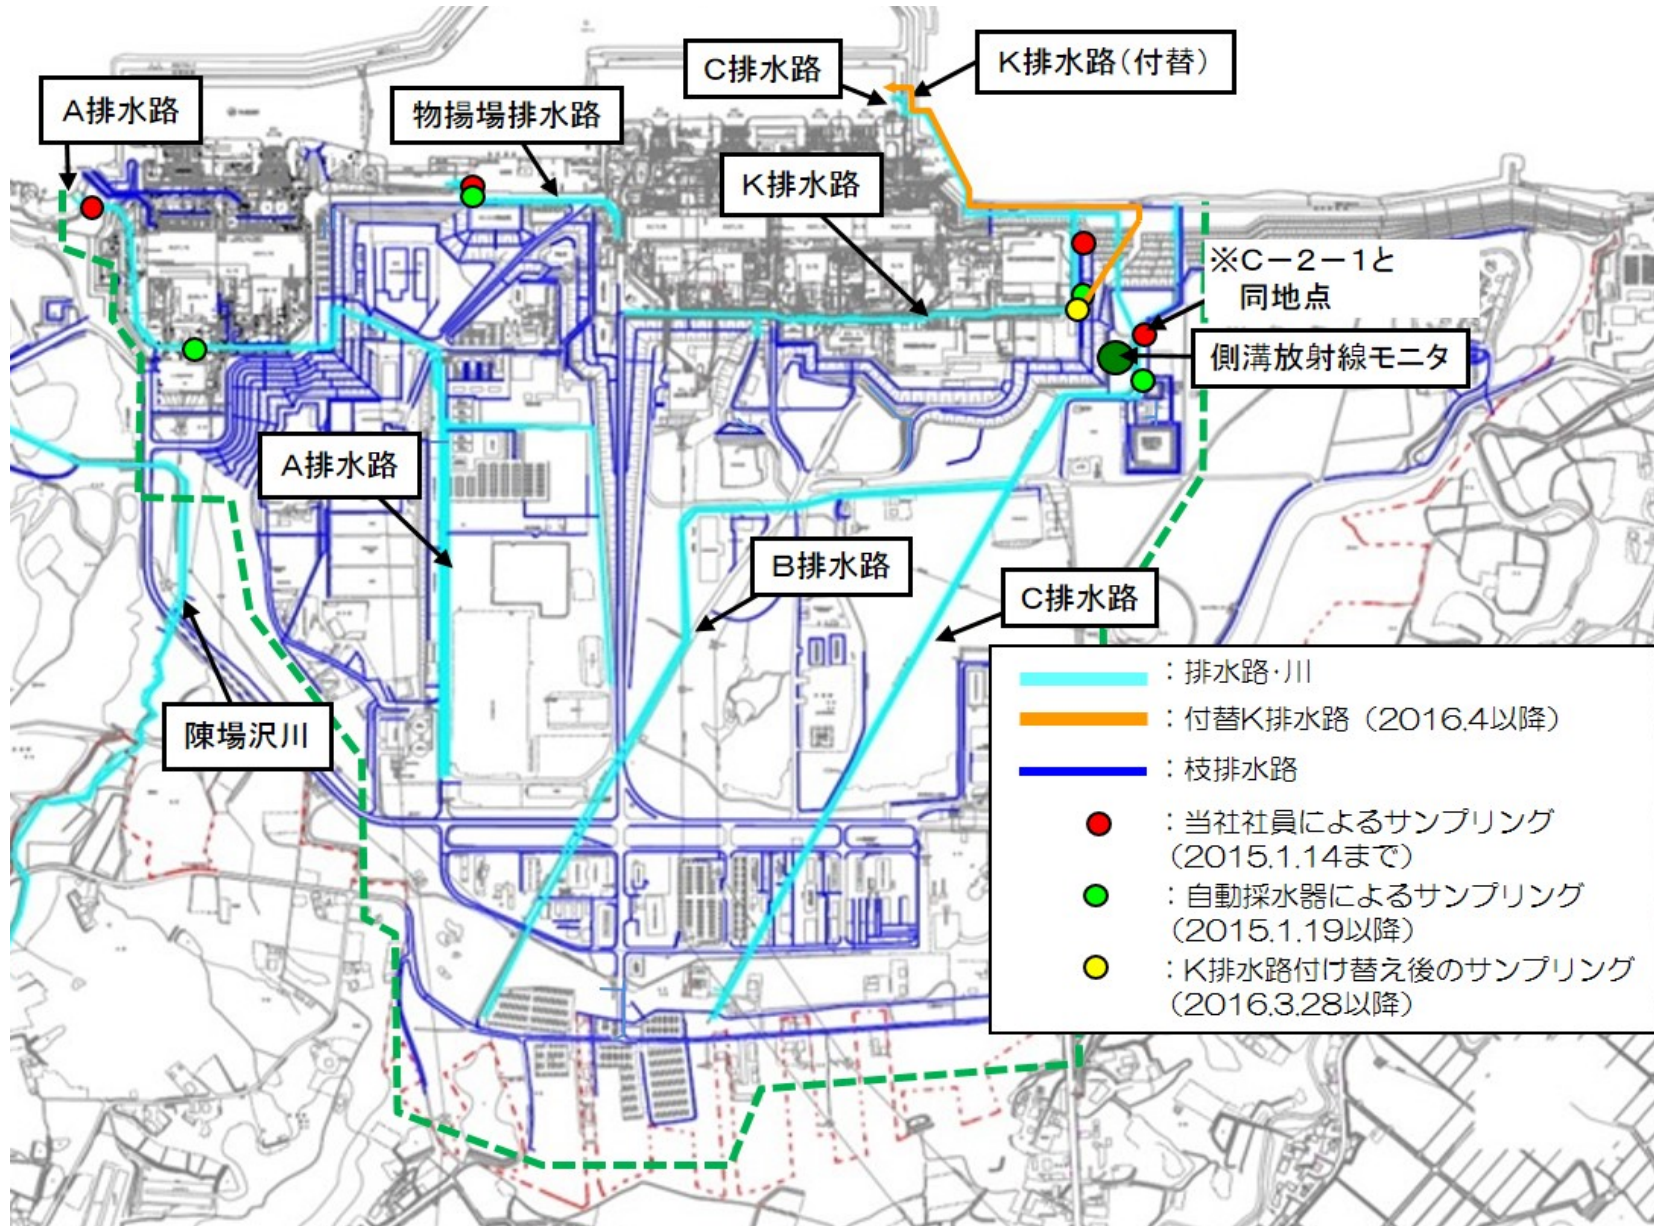 C排水路
K排水路(付替)
A排水路
物揚場排水路
K排水路
※C-2-1と
同地点
側溝放射線モニタ
A排水路
B排水路
C排水路
陳場沢川
:排水路・川
:付替K排水路 (2016.4以降)
:枝排水路
:当社社員によるサンプリング
(2015.1.14まで)
:自動採水器によるサンプリング
(2015.1.19以降)
:K排水路付け替え後のサンプリング
(2016.3.28以降)